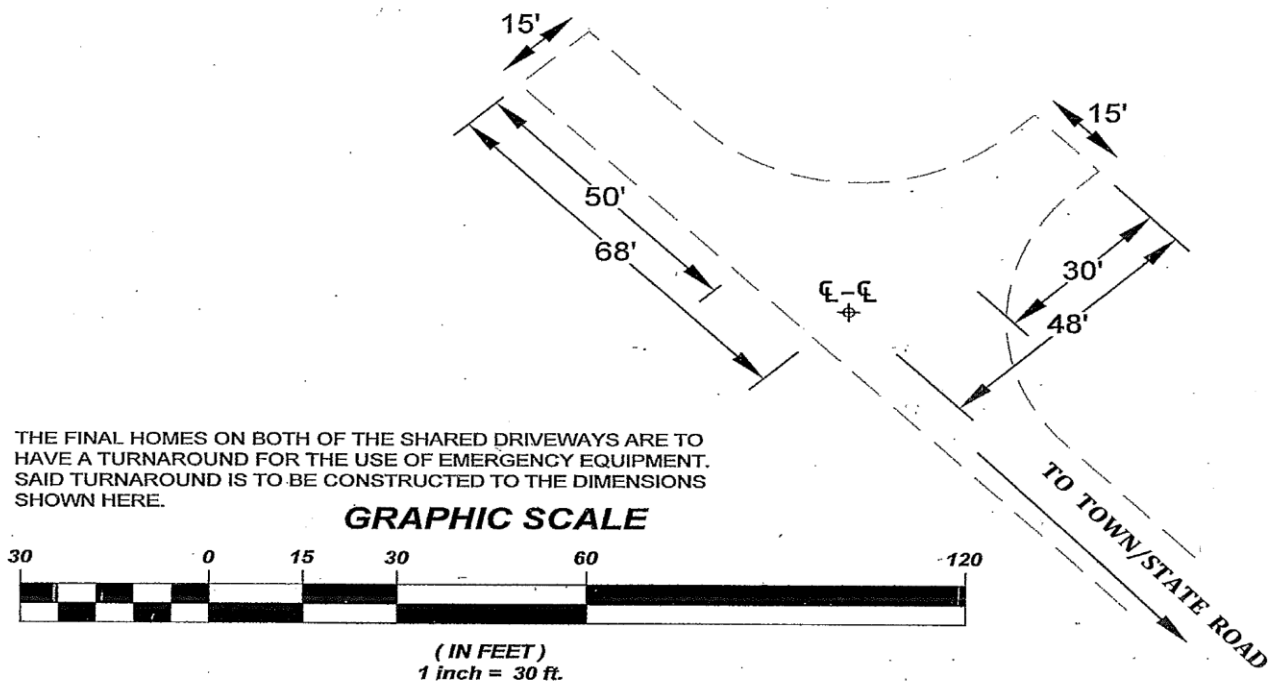 15'
15'
50'
68'
30'
48'
℄–℄
THE FINAL HOMES ON BOTH OF THE SHARED DRIVEWAYS ARE TO
HAVE A TURNAROUND FOR THE USE OF EMERGENCY EQUIPMENT.
SAID TURNAROUND IS TO BE CONSTRUCTED TO THE DIMENSIONS
SHOWN HERE.
TO TOWN/STATE ROAD
GRAPHIC SCALE
30 0 15 30 60 120
( IN FEET )
1 inch = 30 ft.